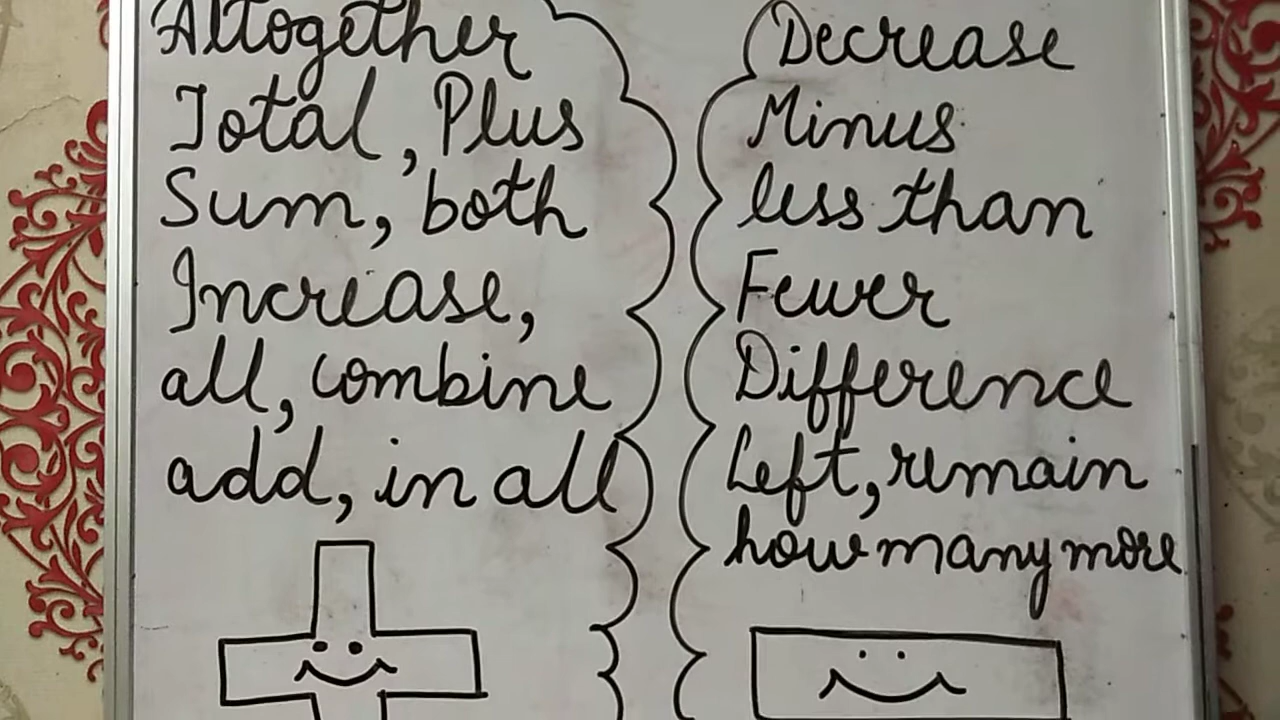 Altogether
Total, Plus
Sum, both
Increase,
all, combine
add, in all
Decrease
Minus
less than
Fewer
Difference
Left, remain
how many more